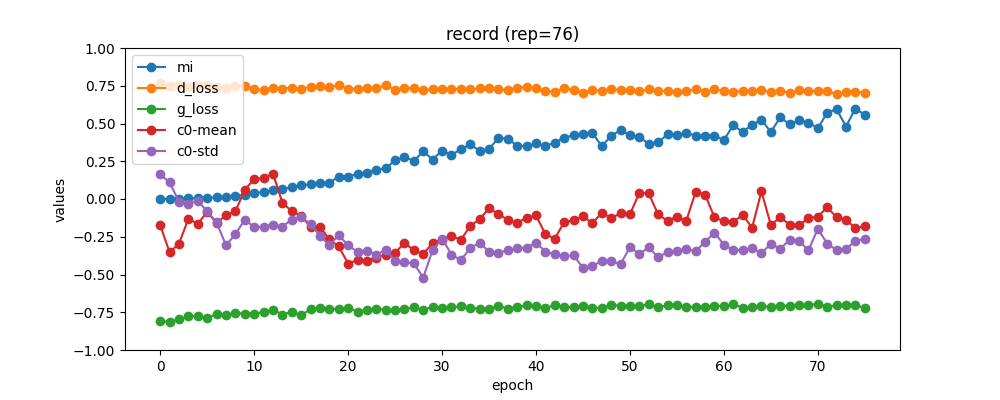 record (rep=76)
1.00
0.75
0.50
0.25
0.00
−0.25
−0.50
−0.75
−1.00
values
mi
d_loss
g_loss
c0-mean
c0-std
0 10 20 30 40 50 60 70
epoch